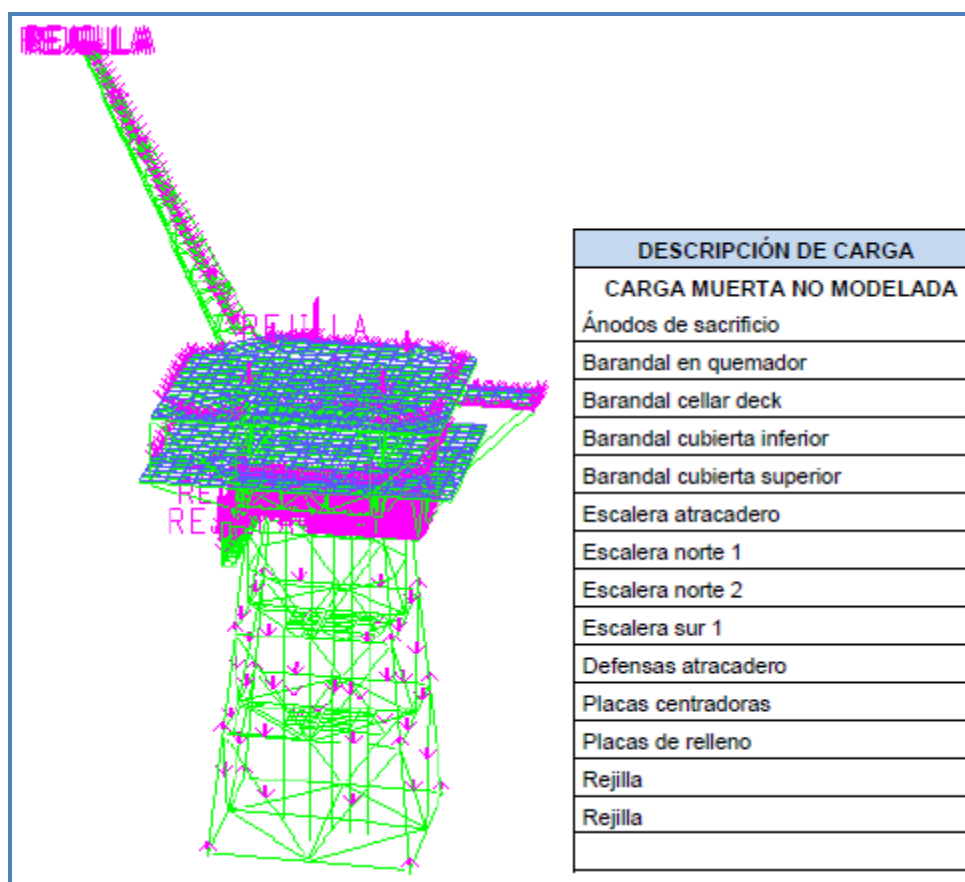 REJILLA
REJILLA
DESCRIPCIÓN DE CARGA
CARGA MUERTA NO MODELADA
Ánodos de sacrificio
Barandal en quemador
Barandal cellar deck
Barandal cubierta inferior
Barandal cubierta superior
Escalera atracadero
Escalera norte 1
Escalera norte 2
Escalera sur 1
Defensas atracadero
Placas centradoras
Placas de relleno
Rejilla
Rejilla